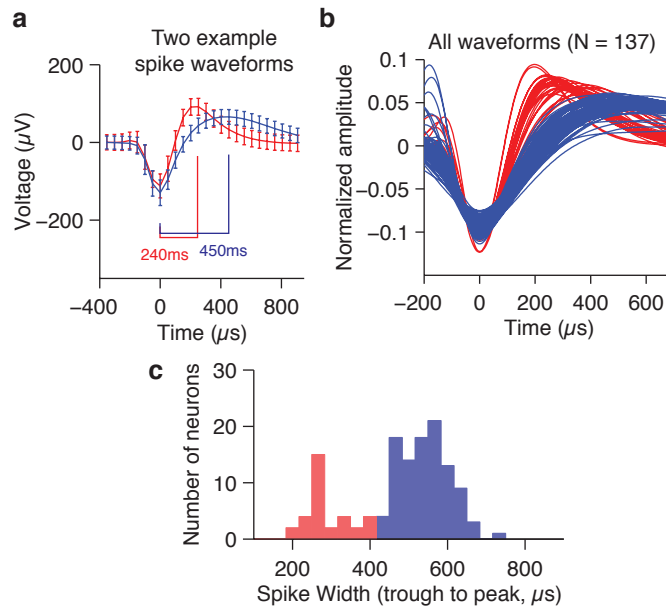 a
Two example
spike waveforms
200
0
−200
Voltage (µV)
240ms
450ms
−400
0
400
800
Time (µs)
b
All waveforms (N = 137)
0.1
0.05
0
−0.05
−0.1
Normalized amplitude
−200
0
200
400
600
Time (µs)
c
30
20
10
0
Number of neurons
200
400
600
800
Spike Width (trough to peak, µs)